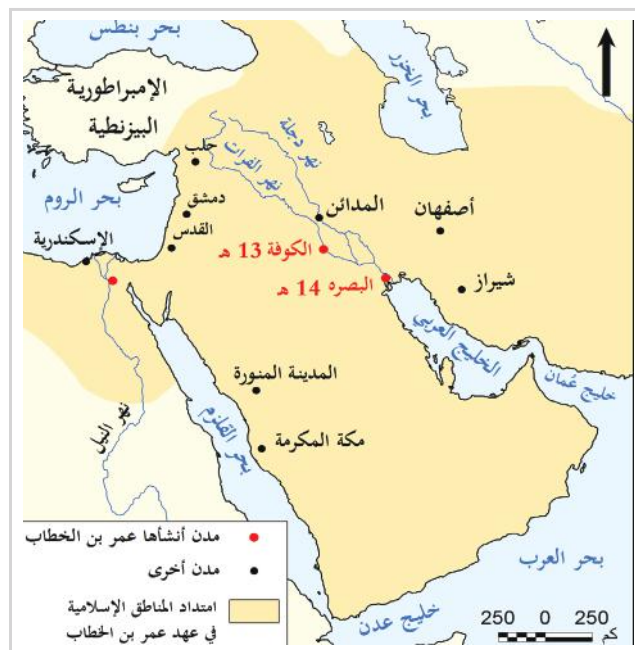 بحر بنطس
الإمبراطورية
البيزنطية
بحر الخزر
نهر دجلة
نهر الفرات
حلب
بحر الروم
دمشق
القدس
الإسكندرية
المدائن
أصفهان
الكوفة 13 هـ
البصره 14 هـ
شيراز
الخليج العربي
خليج عُمان
المدينة المنورة
مكة المكرمة
نهر النيل
بحر القلزم
بحر العرب
خليج عدن
مدن أنشأها عمر بن الخطاب
مدن أخرى
امتداد المناطق الإسلامية
في عهد عمر بن الخطاب
250 0 250
كم